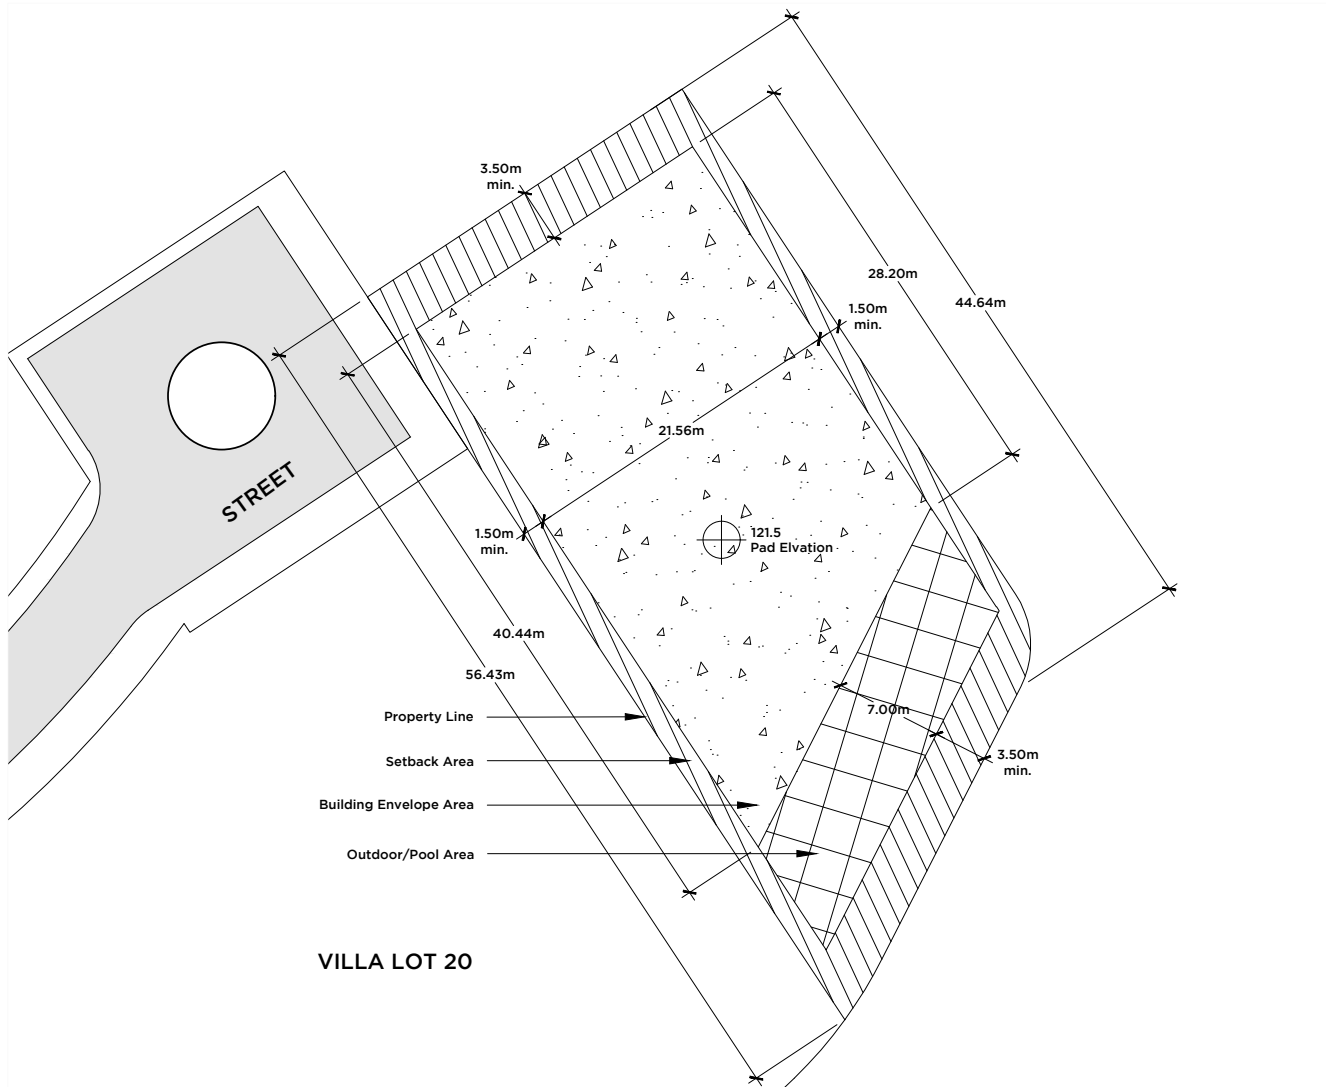 3.50m
min.
28.20m
44.64m
1.50m
min.
21.56m
STREET
1.50m
min.
121.5
Pad Elvation
40.44m
56.43m
7.00m
3.50m
min.
Property Line
Setback Area
Building Envelope Area
Outdoor/Pool Area
VILLA LOT 20